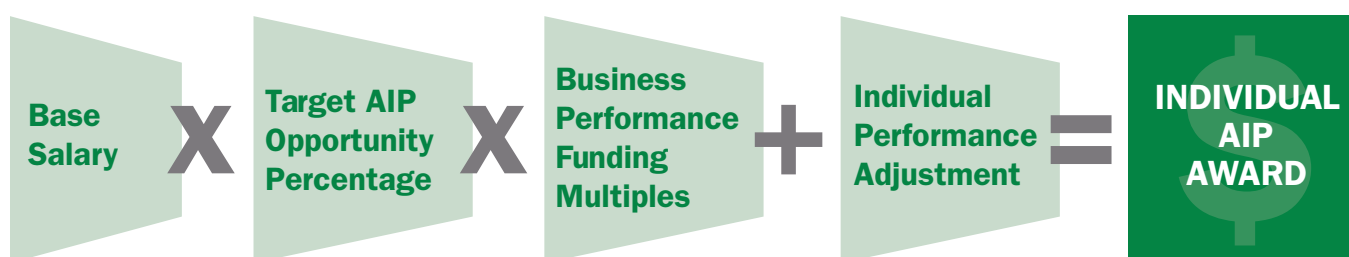 Base
Salary
X
Target AIP
Opportunity
Percentage
X
Business
Performance
Funding
Multiples
+
Individual
Performance
Adjustment
=
$
INDIVIDUAL
AIP
AWARD